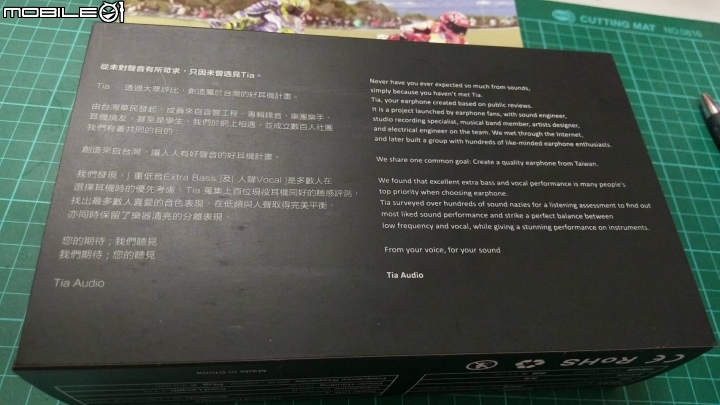 MOBILE01
CUTTING MAT NO.0816
從未對聲音有所苛求,只因未曾遇見Tia。
Tia 透過大眾評比,創造屬於台灣的好耳機計畫。
由台灣素民發起,成員來自音響工程、專輯錄音、樂團樂手、
耳機燒友、甚至是學生,我們於網上相遇,並成立數百人社團
我們有著共同的目的:
創造來自台灣,讓人人有好聲音的好耳機計畫。
我們發現,[重低音Extra Bass]及[人聲Vocal]是多數人在
選擇耳機時的優先考慮,Tia 蒐集上百位現役耳機同好的聽感評測,
找出最多數人喜愛的音色表現,在低頻與人聲取得完美平衡,
亦同時保留了樂器清亮的分離表現。
您的期待;我們聽見
我們期待;您的聽見
Tia Audio
Never have you ever expected so much from sounds,
simply because you haven't met Tia.
Tia, your earphone created based on public reviews.
It is a project launched by earphone fans, with sound engineer,
studio recording specialist, musical band member, artists designer,
and electrical engineer on the team. We met through the Internet,
and later built a group with hundreds of like-minded earphone enthusiasts.
We share one common goal: Create a quality earphone from Taiwan.
We found that excellent extra bass and vocal performance is many people's
top priority when choosing earphone.
Tia surveyed over hundreds of sound nazies for a listening assessment to find out
most liked sound performance and strike a perfect balance between
low frequency and vocal, while giving a stunning performance on instruments.
From your voice, for your sound
Tia Audio
CE RoHS
Made in China